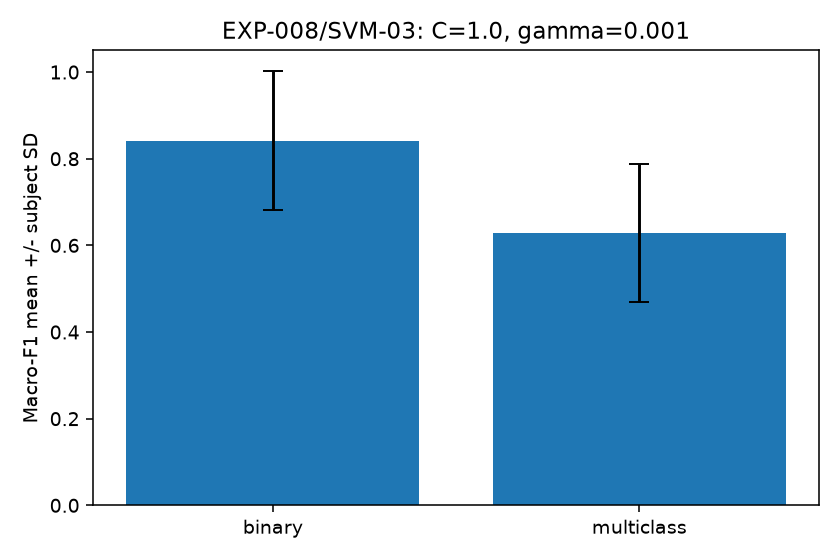 EXP-008/SVM-03: C=1.0, gamma=0.001
Macro-F1 mean +/- subject SD
1.0
0.8
0.6
0.4
0.2
0.0
binary
multiclass